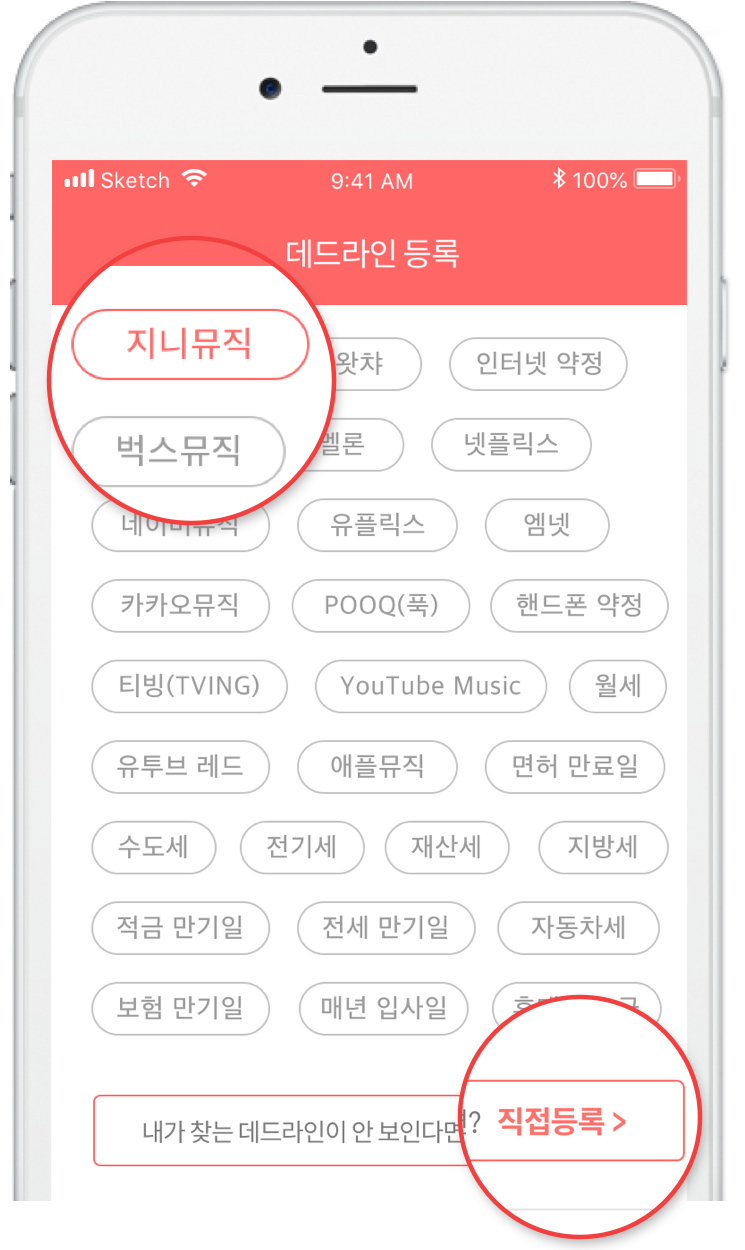 Sketch 9:41 AM 100%
데드라인 등록
지니뮤직 왓챠 인터넷 약정
벅스뮤직 멜론 넷플릭스
네이버뮤직 유플릭스 엠넷
카카오뮤직 POOQ(푹) 핸드폰 약정
티빙(TVING) YouTube Music 월세
유투브 레드 애플뮤직 면허 만료일
수도세 전기세 재산세 지방세
적금 만기일 전세 만기일 자동차세
보험 만기일 매년 입사일
내가 찾는 데드라인이 안 보인다면? 직접등록 >